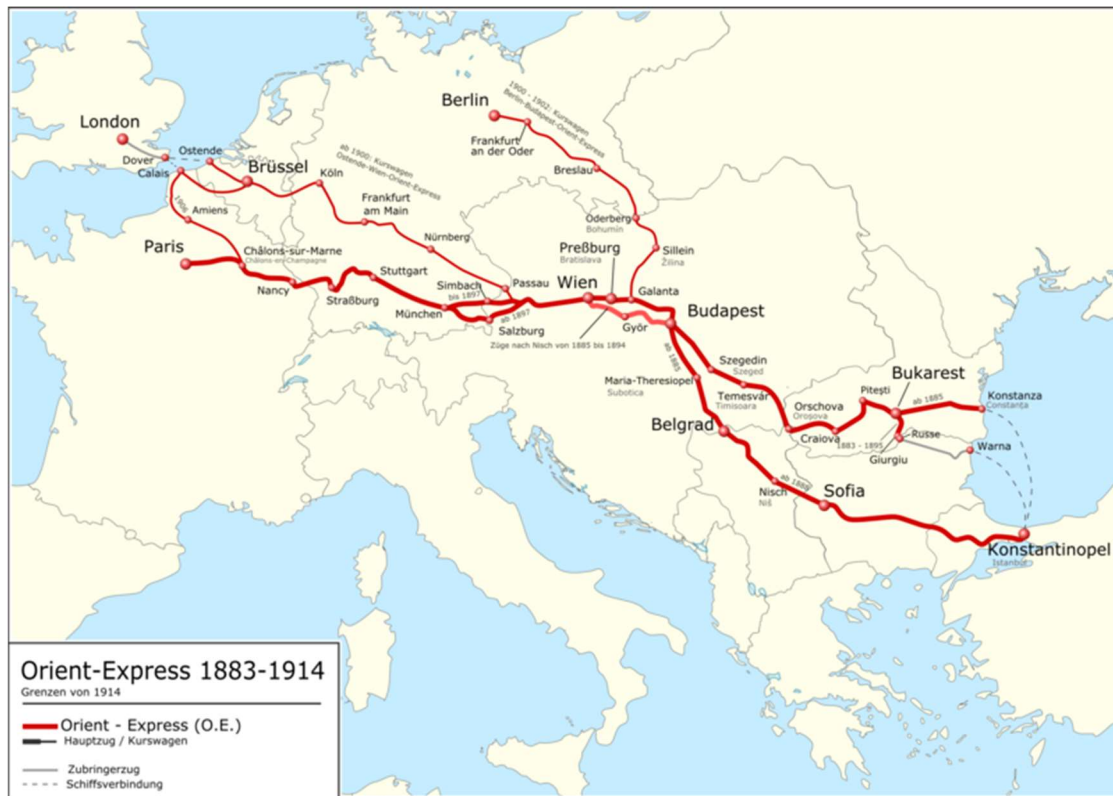 London
Dover
Calais
Ostende
Brüssel
Amiens
1906
Paris
Châlons-sur-Marne
Châlons-en-Champagne
Nancy
Straßburg
Stuttgart
Köln
Frankfurt
am Main
Nürnberg
ab 1900: Kurswagen
Ostende-Wien-Orient-Express
Berlin
Frankfurt
an der Oder
1900 - 1902: Kurswagen
Berlin-Budapest-Orient-Express
Breslau
Oderberg
Bohumín
Sillein
Žilina
Preßburg
Bratislava
Wien
Galanta
Passau
Simbach
bis 1897
München
ab 1897
Salzburg
Györ
Züge nach Nisch von 1885 bis 1894
Budapest
ab 1885
Szegedin
Szeged
Maria-Theresiopel
Subotica
Temesvár
Timisoara
Belgrad
Orschova
Oroșova
Craiova
Pitești
Bukarest
ab 1885
Konstanza
Constanța
1883 - 1895
Russe
Giurgiu
Warna
Nisch
Niš
ab 1888
Sofia
Konstantinopel
Istanbul
Orient-Express 1883-1914
Grenzen von 1914
Orient - Express (O.E.)
Hauptzug / Kurswagen
Zubringerzug
Schiffsverbindung